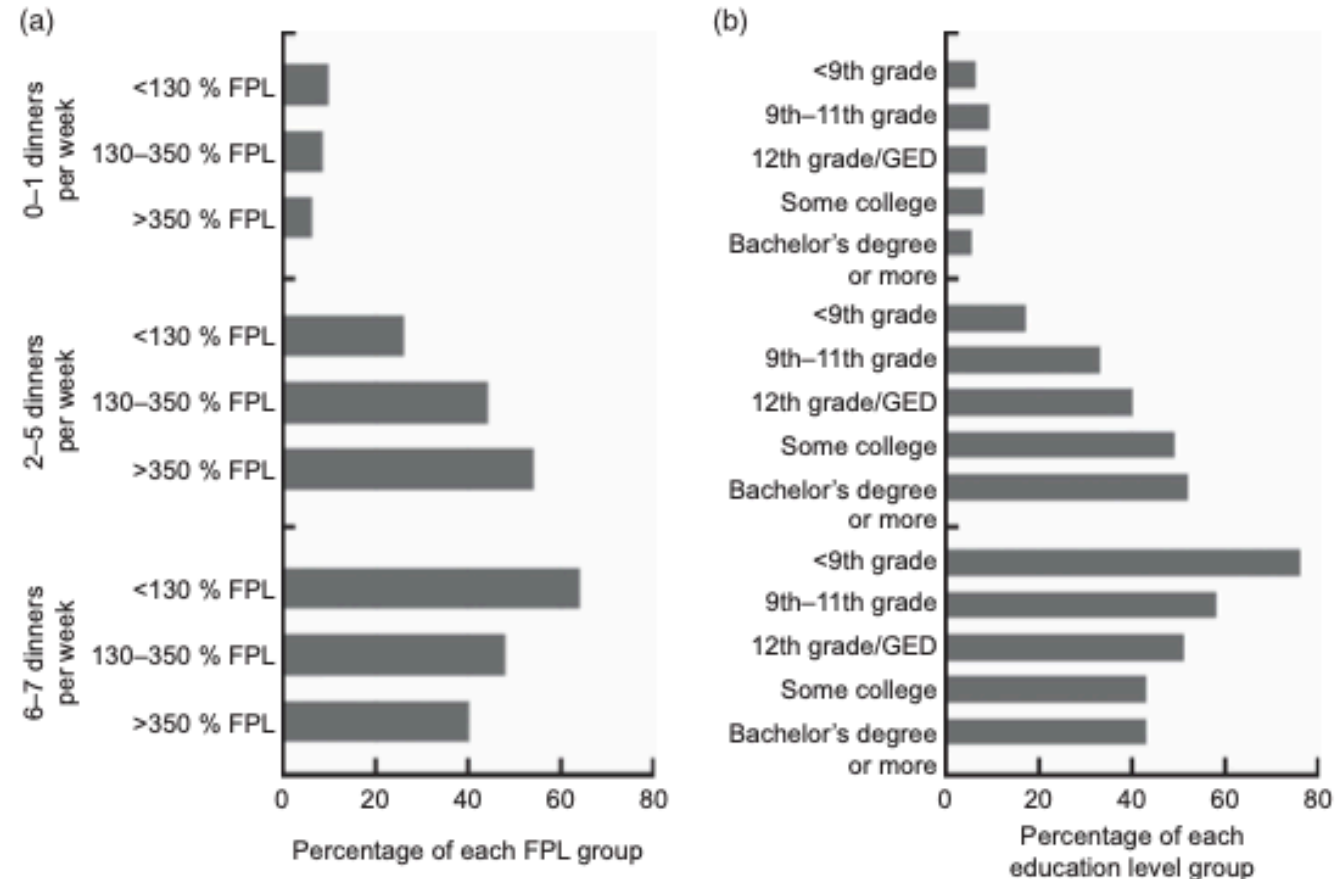 (a)
0–1 dinners
per week
<130 % FPL
130–350 % FPL
>350 % FPL
2–5 dinners
per week
<130 % FPL
130–350 % FPL
>350 % FPL
6–7 dinners
per week
<130 % FPL
130–350 % FPL
>350 % FPL
0 20 40 60 80
Percentage of each FPL group
(b)
<9th grade
9th–11th grade
12th grade/GED
Some college
Bachelor’s degree
or more
<9th grade
9th–11th grade
12th grade/GED
Some college
Bachelor’s degree
or more
<9th grade
9th–11th grade
12th grade/GED
Some college
Bachelor’s degree
or more
0 20 40 60 80
Percentage of each
education level group